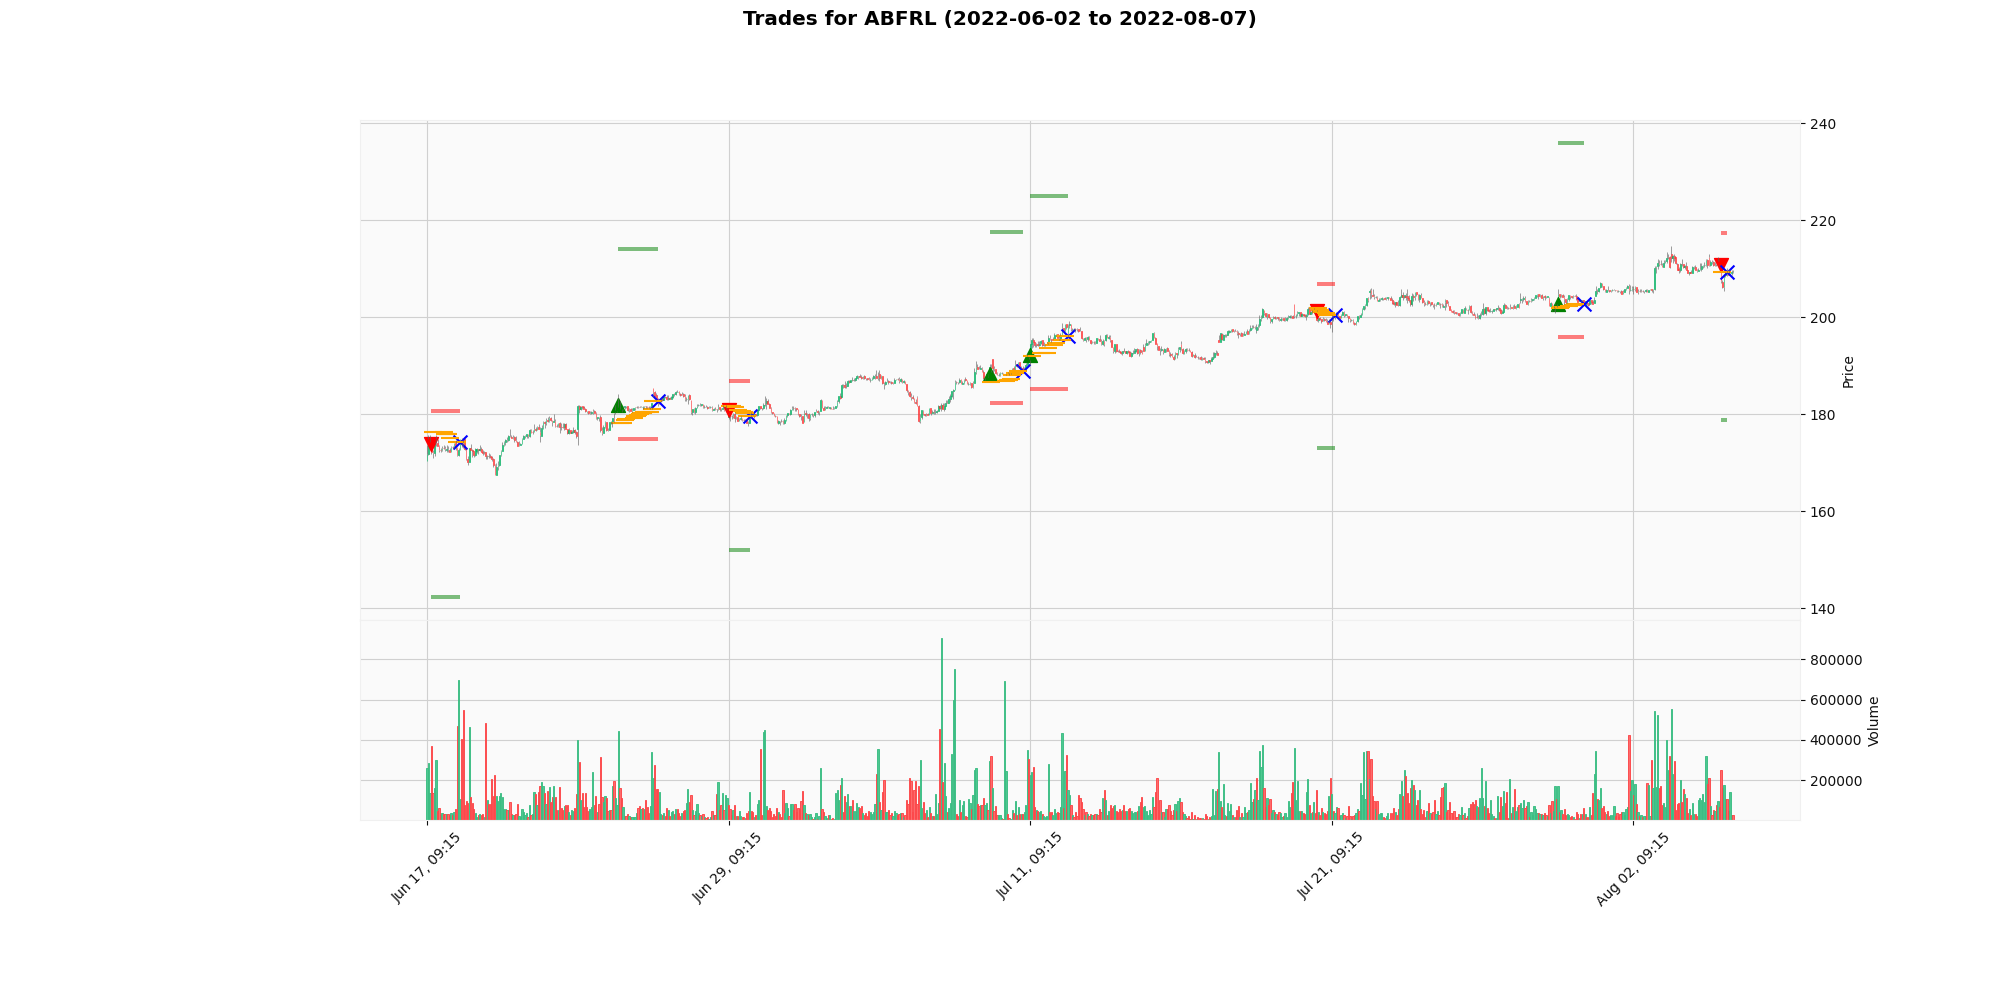 Trades for ABFRL (2022-06-02 to 2022-08-07)
240
220
200
180
160
140
Price
800000
600000
400000
200000
Volume
Jun 17, 09:15
Jun 29, 09:15
Jul 11, 09:15
Jul 21, 09:15
Aug 02, 09:15